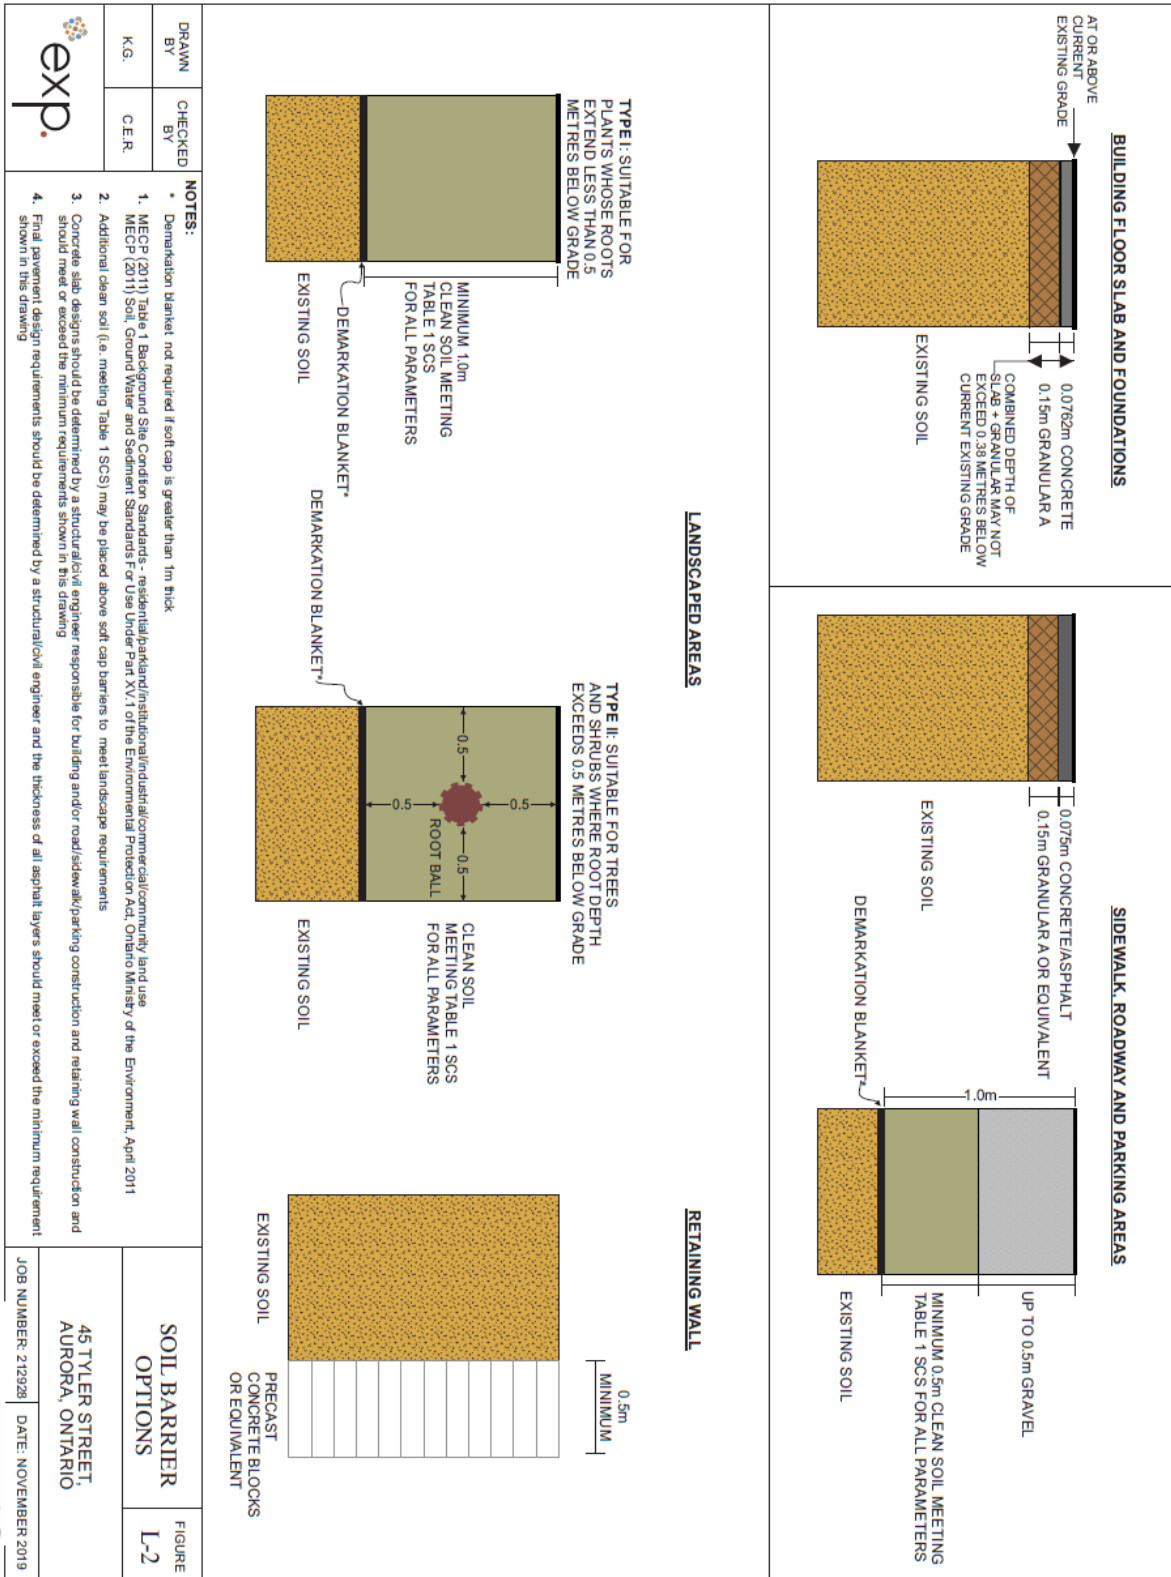 BUILDING FLOOR SLAB AND FOUNDATIONS
AT OR ABOVE
CURRENT
EXISTING GRADE
0.0762m CONCRETE
0.15m GRANULAR A
COMBINED DEPTH OF
SLAB + GRANULAR MAY NOT
EXCEED 0.38 METRES BELOW
CURRENT EXISTING GRADE
EXISTING SOIL
SIDEWALK, ROADWAY AND PARKING AREAS
0.075m CONCRETE/ASPHALT
0.15m GRANULAR A OR EQUIVALENT
EXISTING SOIL
DEMARKATION BLANKET*
1.0m
UP TO 0.5m GRAVEL
MINIMUM 0.5m CLEAN SOIL MEETING
TABLE 1 SCS FOR ALL PARAMETERS
EXISTING SOIL
LANDSCAPED AREAS
TYPE I: SUITABLE FOR
PLANTS WHOSE ROOTS
EXTEND LESS THAN 0.5
METRES BELOW GRADE
MINIMUM 1.0m
CLEAN SOIL MEETING
TABLE 1 SCS
FOR ALL PARAMETERS
DEMARKATION BLANKET*
EXISTING SOIL
TYPE II: SUITABLE FOR TREES
AND SHRUBS WHERE ROOT DEPTH
EXCEEDS 0.5 METRES BELOW GRADE
0.5
0.5
0.5
0.5
ROOT BALL
CLEAN SOIL
MEETING TABLE 1 SCS
FOR ALL PARAMETERS
DEMARKATION BLANKET*
EXISTING SOIL
RETAINING WALL
0.5m
MINIMUM
EXISTING SOIL
PRECAST
CONCRETE BLOCKS
OR EQUIVALENT
DRAWN
BY
CHECKED
BY
K.G.
C.E.R.
exp.
NOTES:
* Demarkation blanket not required if soft cap is greater than 1m thick
1. MECP (2011) Table 1 Background Site Condition Standards - residential/parkland/institutional/industrial/commercial/community land use
MECP (2011) Soil, Ground Water and Sediment Standards For Use Under Part XV.1 of the Environmental Protection Act, Ontario Ministry of the Environment, April 2011
2. Additional clean soil (i.e. meeting Table 1 SCS) may be placed above soft cap barriers to meet landscape requirements
3. Concrete slab designs should be determined by a structural/civil engineer responsible for building and/or road/sidewalk/parking construction and retaining wall construction and
should meet or exceed the minimum requirements shown in this drawing
4. Final pavement design requirements should be determined by a structural/civil engineer and the thickness of all asphalt layers should meet or exceed the minimum requirement
shown in this drawing
SOIL BARRIER
OPTIONS
FIGURE
L-2
45 TYLER STREET,
AURORA, ONTARIO
JOB NUMBER: 212928
DATE: NOVEMBER 2019